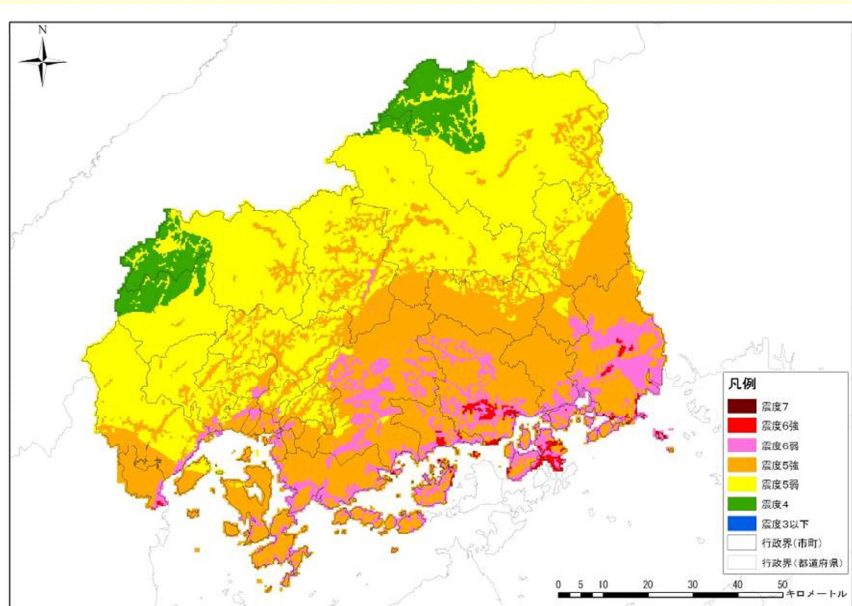 N
凡例
震度7
震度6強
震度6弱
震度5強
震度5弱
震度4
震度3以下
行政界(市町)
行政界(都道府県)
0 5 10 20 30 40 50
キロメートル